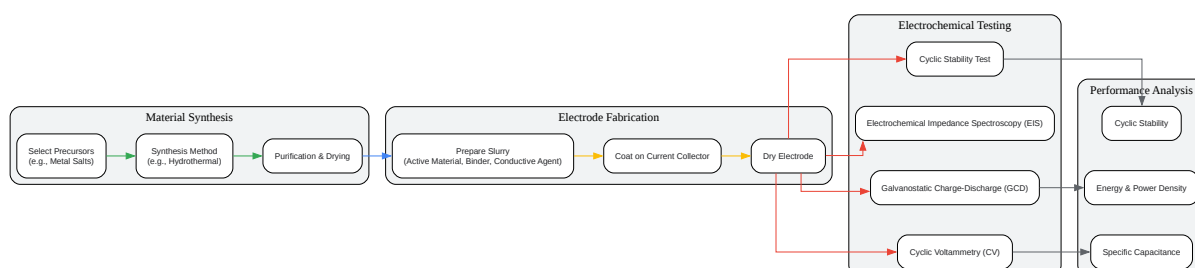 Material Synthesis
Select Precursors
(e.g., Metal Salts)
Synthesis Method
(e.g., Hydrothermal)
Purification & Drying
Electrode Fabrication
Prepare Slurry
(Active Material, Binder, Conductive Agent)
Coat on Current Collector
Dry Electrode
Electrochemical Testing
Cyclic Stability Test
Electrochemical Impedance Spectroscopy (EIS)
Galvanostatic Charge-Discharge (GCD)
Cyclic Voltammetry (CV)
Performance Analysis
Cyclic Stability
Energy & Power Density
Specific Capacitance